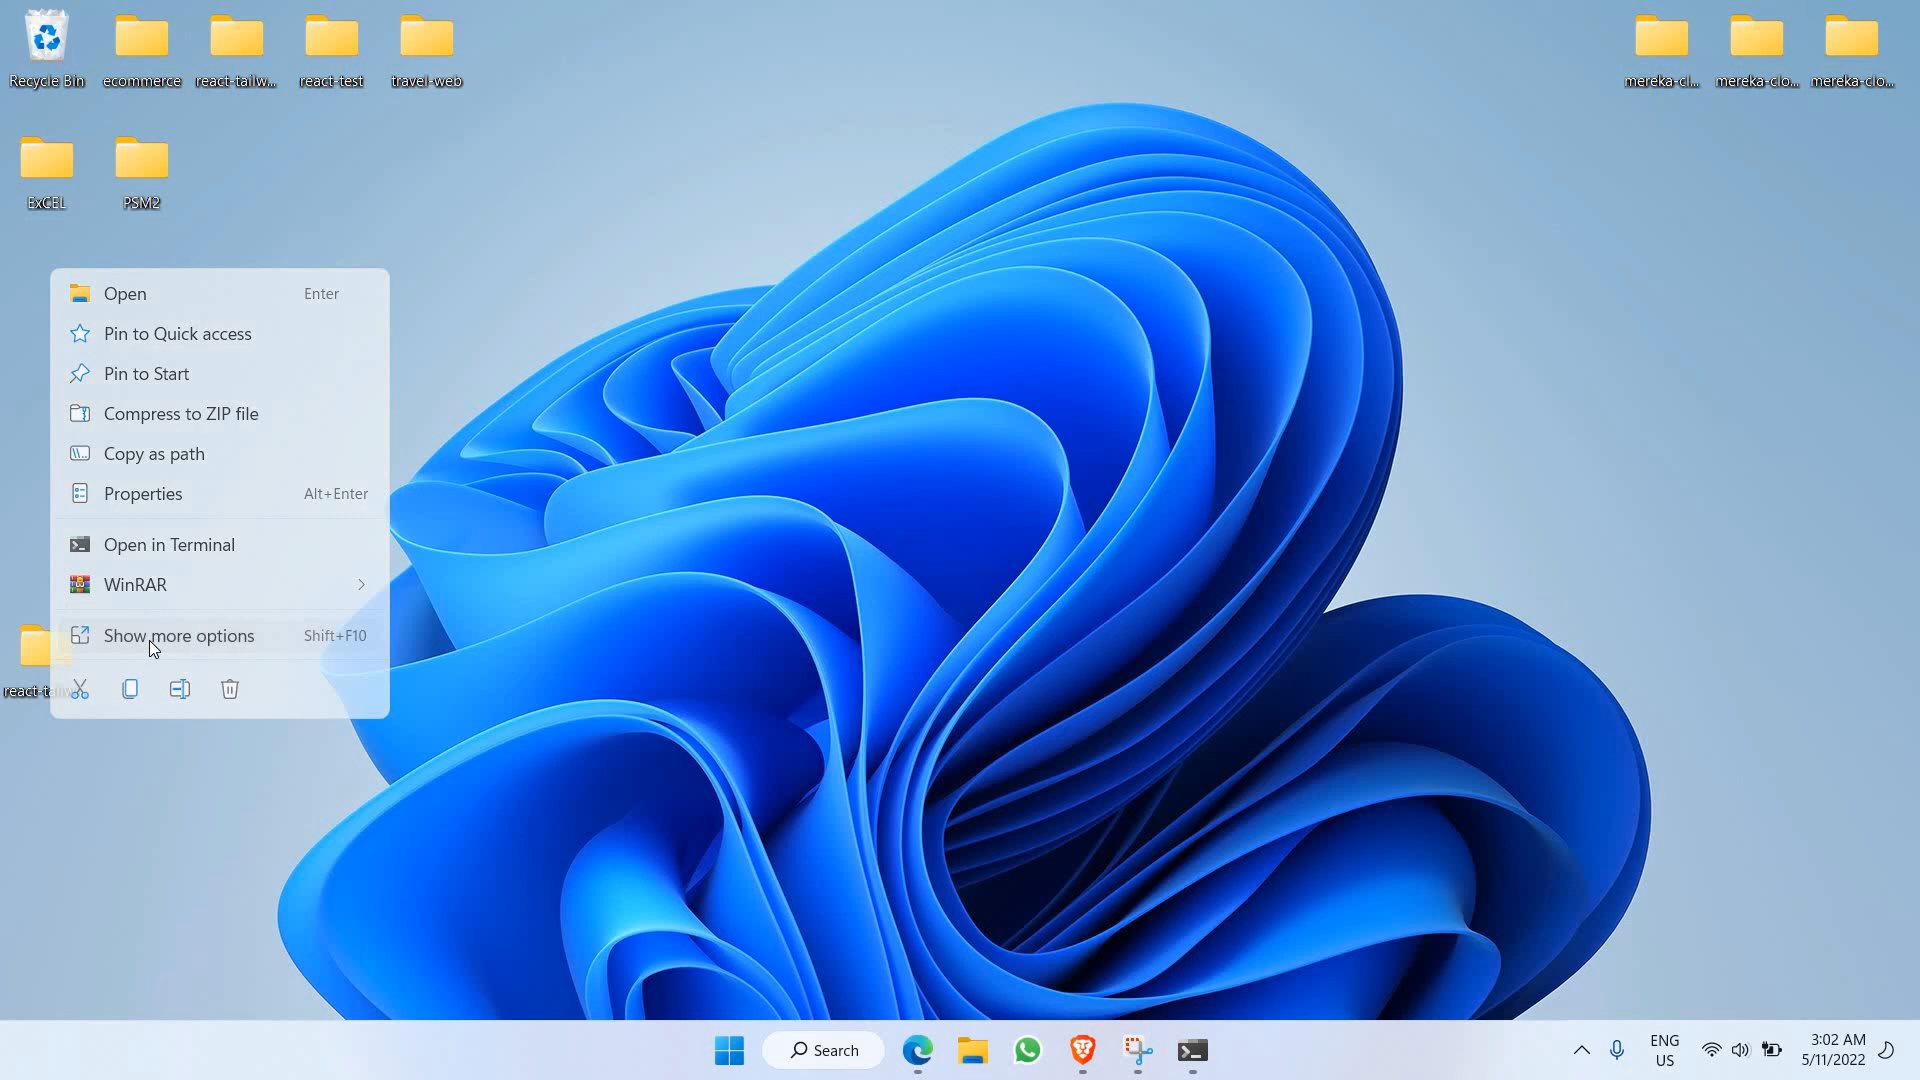 Recycle Bin
ecommerce
react-tailw...
react-test
travel-web
mereka-cl...
mereka-clo...
mereka-clo...
ExCEL
PSM2
Open Enter
Pin to Quick access
Pin to Start
Compress to ZIP file
Copy as path
Properties Alt+Enter
Open in Terminal
WinRAR
Show more options Shift+F10
react-tailw
Search
ENG
US
3:02 AM
5/11/2022